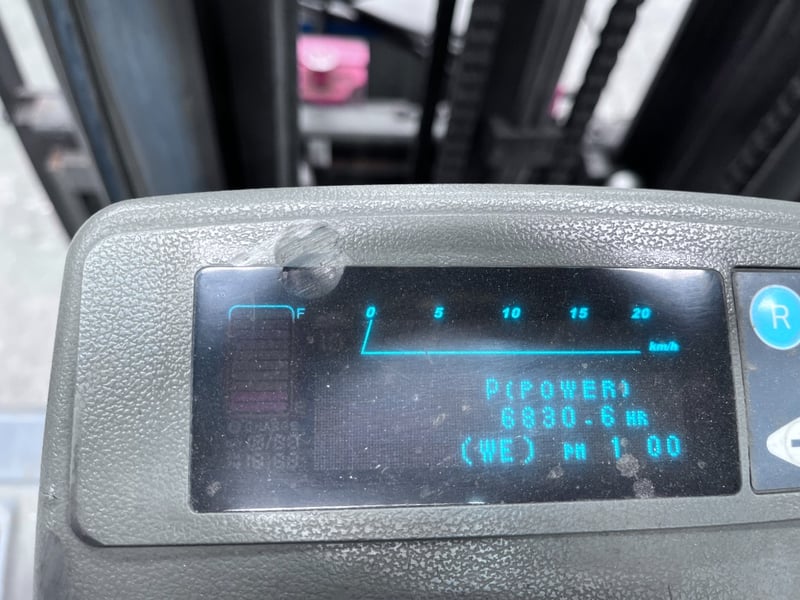 F
0 5 10 15 20
km/h
P(POWER)
6830.6 HR
(WE) PM 1 00
R